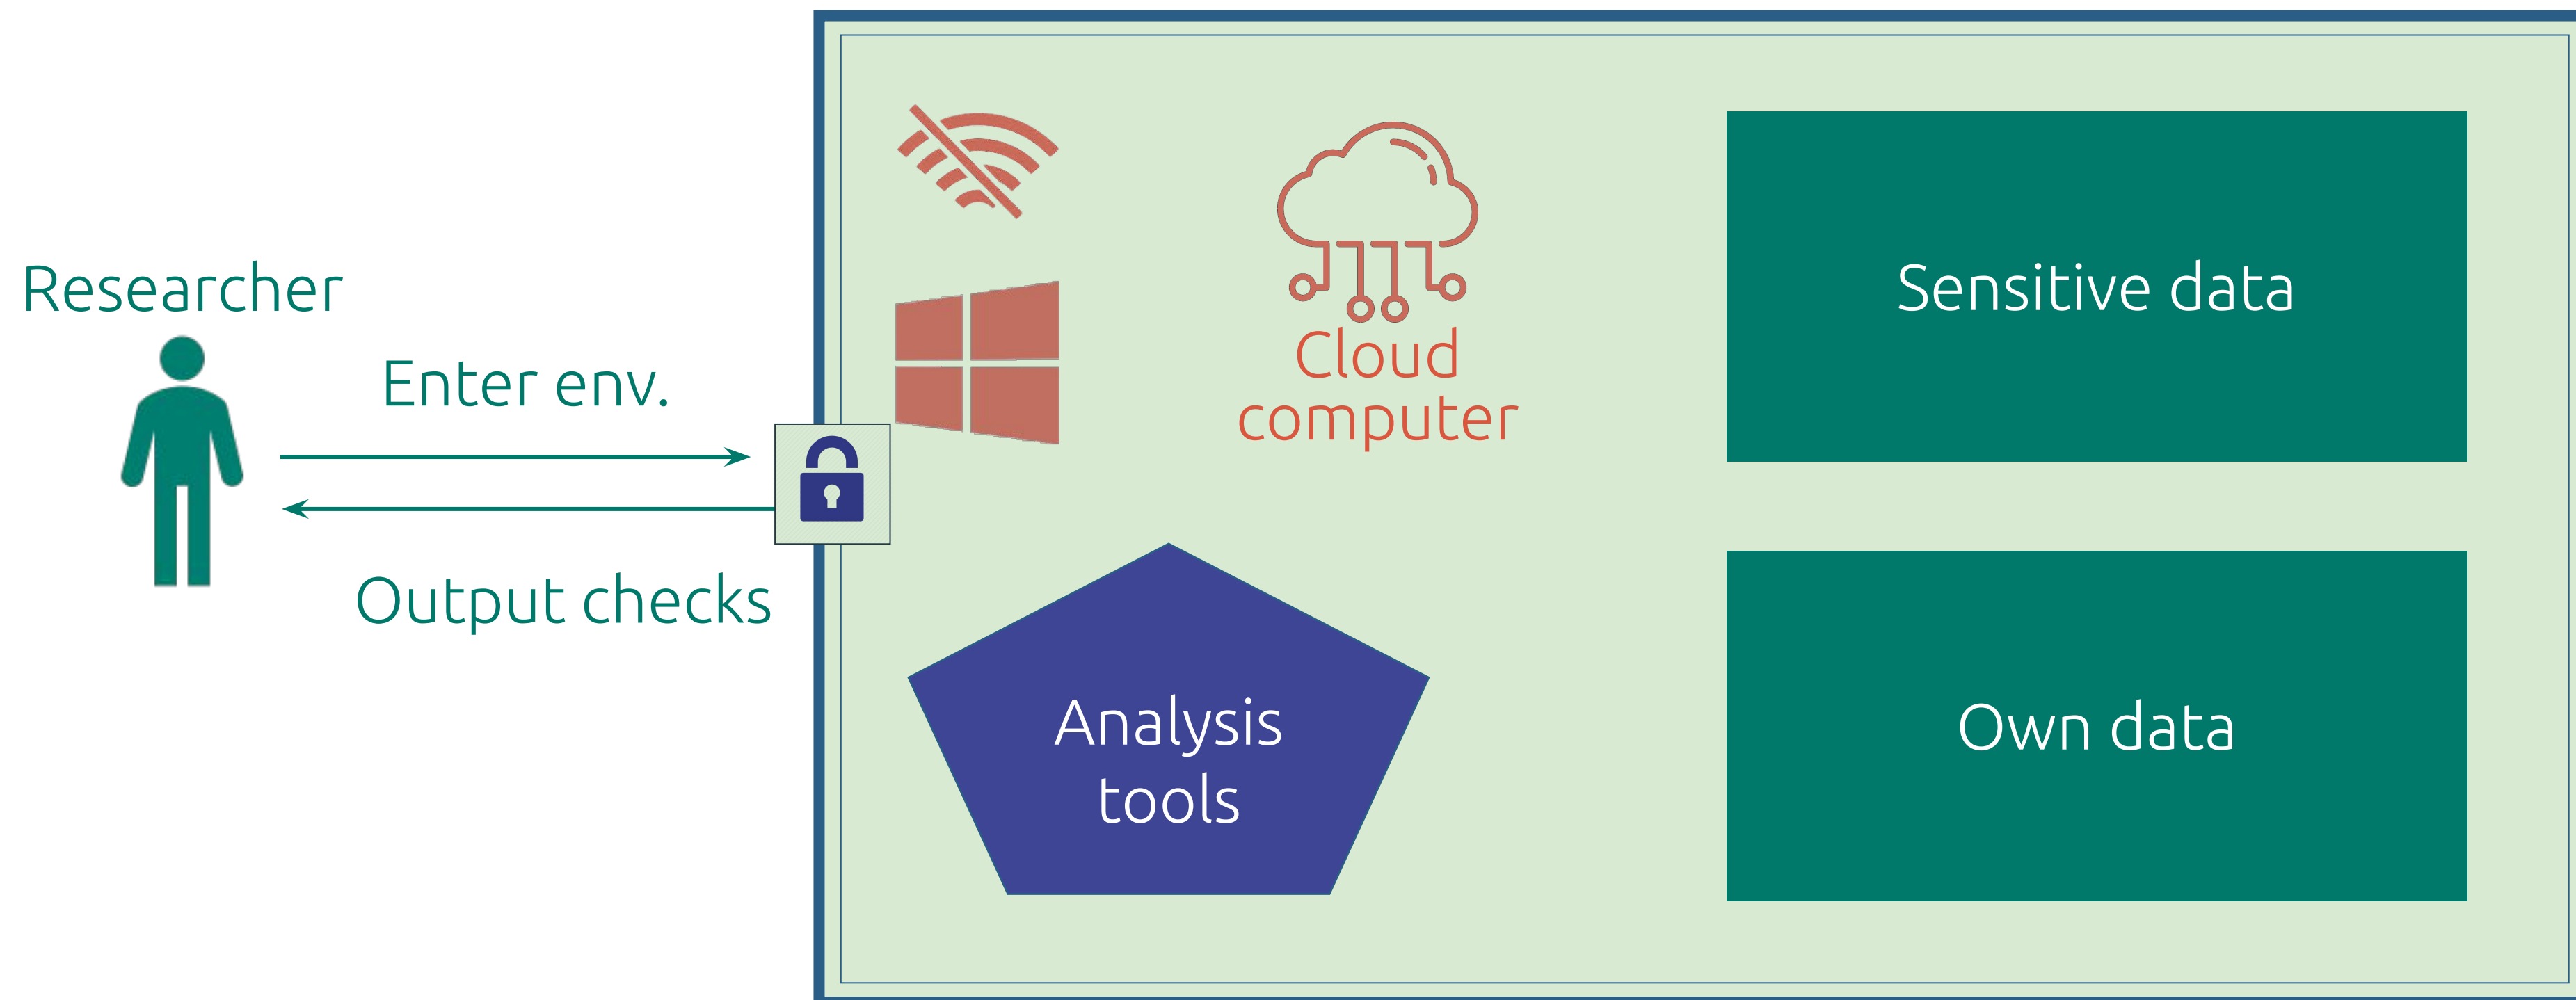 Researcher
Enter env.
Output checks
Cloud
computer
Analysis
tools
Sensitive data
Own data